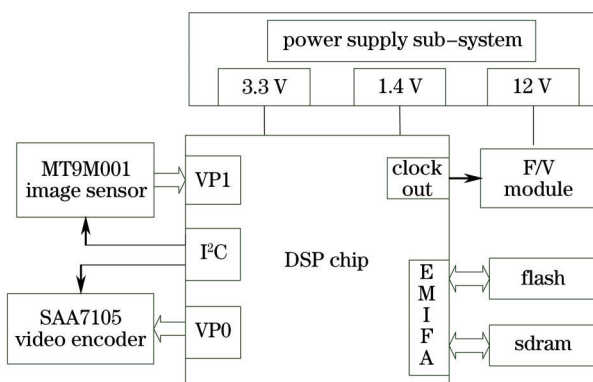 power supply sub-system
3.3 V
1.4 V
12 V
MT9M001
image sensor
VP1
clock
out
F/V
module
I²C
DSP chip
E
M
I
F
A
flash
SAA7105
video encoder
VP0
sdram